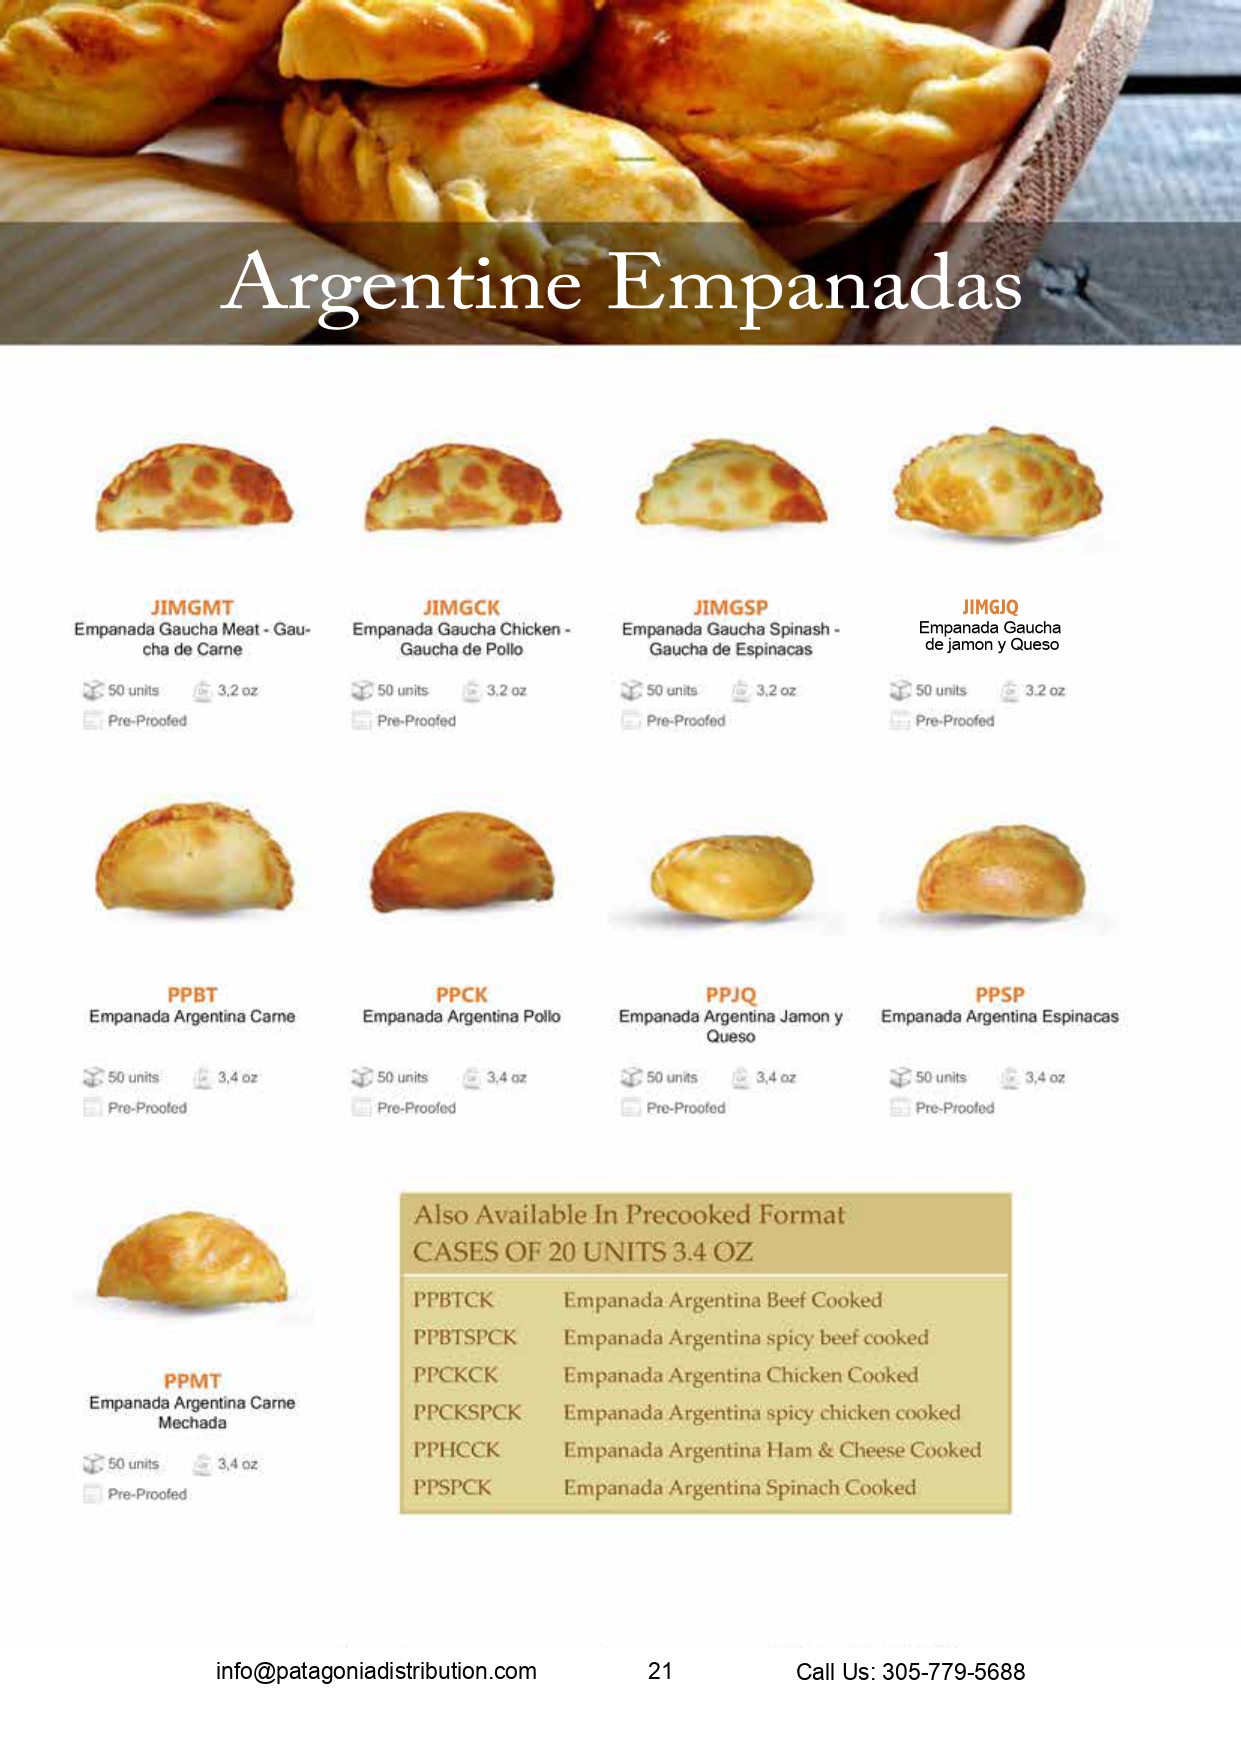 Argentine Empanadas
JIMGMT
Empanada Gaucha Meat - Gau-
cha de Carne
50 units 3,2 oz
Pre-Proofed
JIMGCK
Empanada Gaucha Chicken -
Gaucha de Pollo
50 units 3,2 oz
Pre-Proofed
JIMGSP
Empanada Gaucha Spinash -
Gaucha de Espinacas
50 units 3,2 oz
Pre-Proofed
JIMGJQ
Empanada Gaucha
de jamon y Queso
50 units 3.2 oz
Pre-Proofed
PPBT
Empanada Argentina Carne
50 units 3,4 oz
Pre-Proofed
PPCK
Empanada Argentina Pollo
50 units 3,4 oz
Pre-Proofed
PPJQ
Empanada Argentina Jamon y
Queso
50 units 3,4 oz
Pre-Proofed
PPSP
Empanada Argentina Espinacas
50 units 3,4 oz
Pre-Proofed
PPMT
Empanada Argentina Carne
Mechada
50 units 3,4 oz
Pre-Proofed
Also Available In Precooked Format
CASES OF 20 UNITS 3.4 OZ
PPBTCK Empanada Argentina Beef Cooked
PPBTSPCK Empanada Argentina spicy beef cooked
PPCKCK Empanada Argentina Chicken Cooked
PPCKSPCK Empanada Argentina spicy chicken cooked
PPHCCK Empanada Argentina Ham & Cheese Cooked
PPSPCK Empanada Argentina Spinach Cooked
info@patagoniadistribution.com 21 Call Us: 305-779-5688